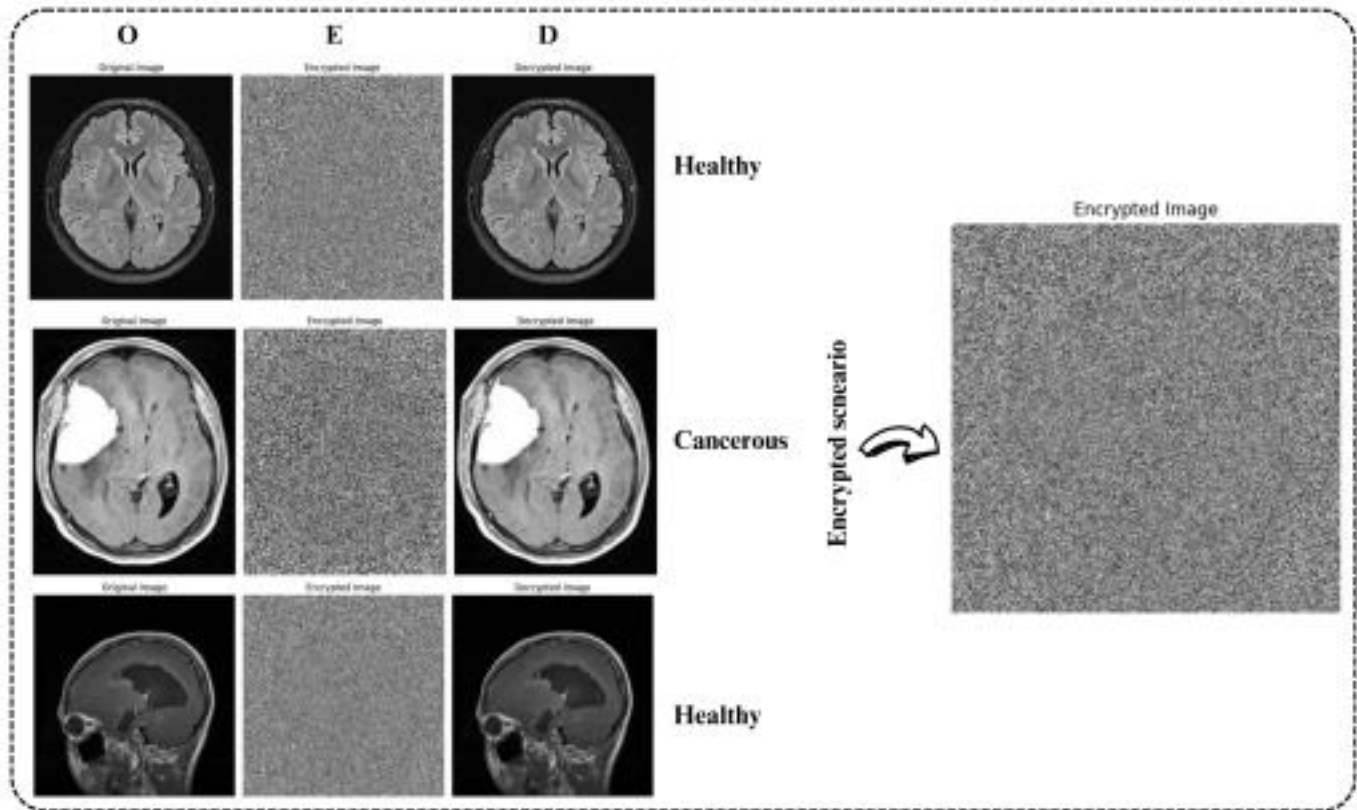 O E D
Original Image Encrypted Image Decrypted Image
Healthy
Original Image Encrypted Image Decrypted Image
Cancerous
Original Image Encrypted Image Decrypted Image
Healthy
Encrypted scneario
Encrypted Image